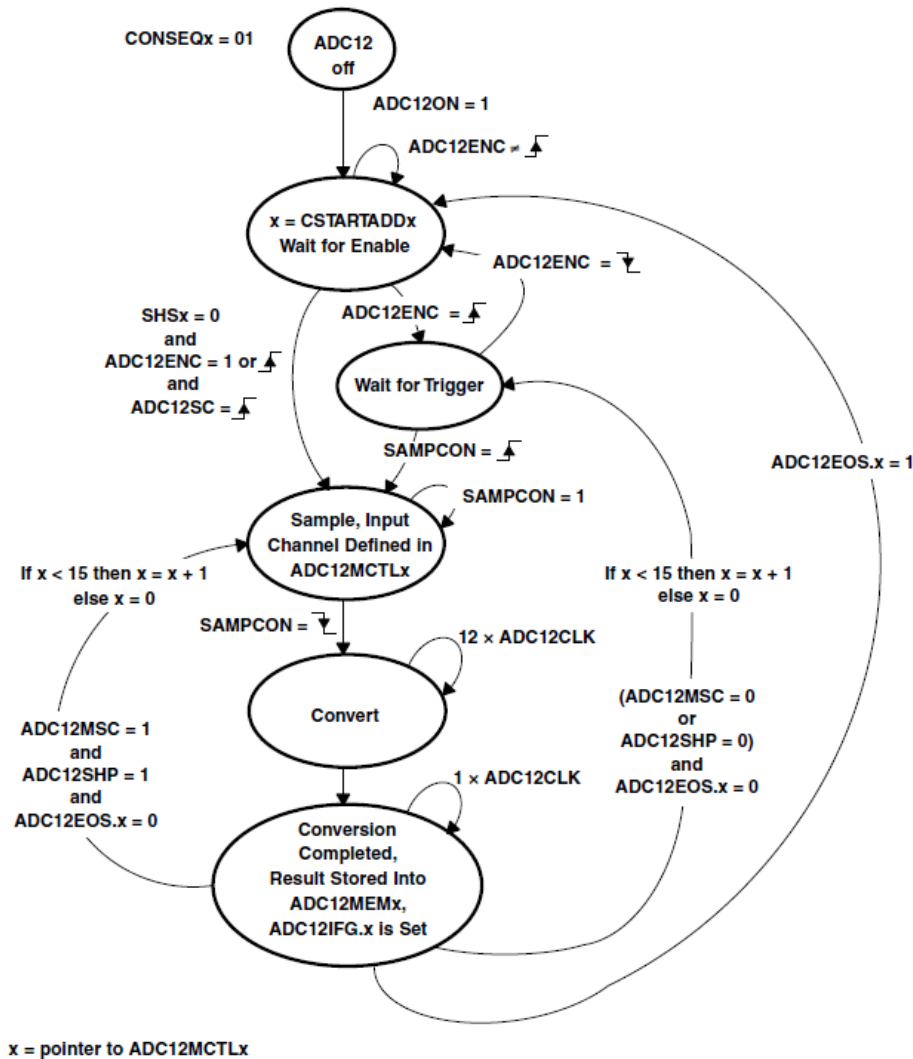 CONSEQx = 01
ADC12
off
ADC12ON = 1
ADC12ENC ≠
x = CSTARTADDx
Wait for Enable
ADC12ENC =
SHSx = 0
and
ADC12ENC = 1 or
and
ADC12SC =
ADC12ENC =
Wait for Trigger
SAMPCON =
ADC12EOS.x = 1
SAMPCON = 1
Sample, Input
Channel Defined in
ADC12MCTLx
If x < 15 then x = x + 1
else x = 0
If x < 15 then x = x + 1
else x = 0
SAMPCON =
12 × ADC12CLK
Convert
(ADC12MSC = 0
or
ADC12SHP = 0)
and
ADC12EOS.x = 0
ADC12MSC = 1
and
ADC12SHP = 1
and
ADC12EOS.x = 0
1 × ADC12CLK
Conversion
Completed,
Result Stored Into
ADC12MEMx,
ADC12IFG.x is Set
x = pointer to ADC12MCTLx